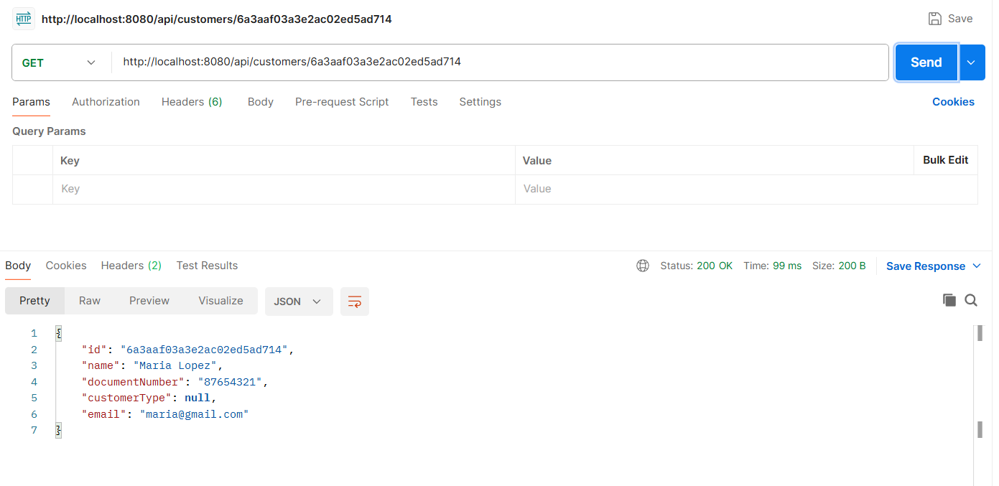 HTTP http://localhost:8080/api/customers/6a3aaf03a3e2ac02ed5ad714 Save
GET http://localhost:8080/api/customers/6a3aaf03a3e2ac02ed5ad714 Send
Params Authorization Headers (6) Body Pre-request Script Tests Settings Cookies
Query Params
Key Value Bulk Edit
Key Value
Body Cookies Headers (2) Test Results Status: 200 OK Time: 99 ms Size: 200 B Save Response
Pretty Raw Preview Visualize JSON
1 {
2 "id": "6a3aaf03a3e2ac02ed5ad714",
3 "name": "Maria Lopez",
4 "documentNumber": "87654321",
5 "customerType": null,
6 "email": "maria@gmail.com"
7 }